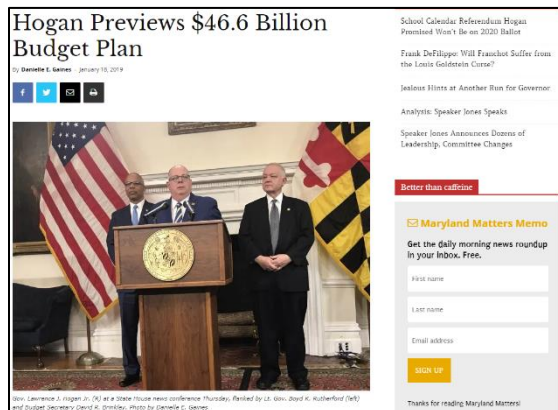 Hogan Previews $46.6 Billion
Budget Plan
By Danielle E. Gaines - January 18, 2019
School Calendar Referendum Hogan
Promised Won't Be on 2020 Ballot
Frank DeFilippo: Will Franchot Suffer from
the Louis Goldstein Curse?
Jealous Hints at Another Run for Governor
Analysis: Speaker Jones Speaks
Speaker Jones Announces Dozens of
Leadership, Committee Changes
Better than caffeine
Maryland Matters Memo
Get the daily morning news roundup
in your inbox. Free.
First name
Last name
Email address
SIGN UP
Thanks for reading Maryland Matters!
Gov. Lawrence J. Hogan Jr. (R) at a State House news conference Thursday, flanked by Lt. Gov. Boyd K. Rutherford (left)
and Budget Secretary David R. Brinkley. Photo by Danielle E. Gaines